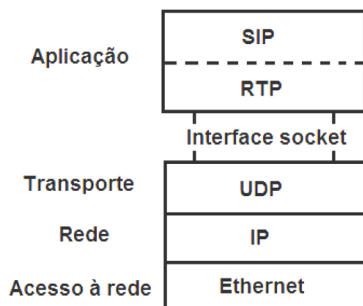 Aplicação
SIP
RTP
Interface socket
Transporte UDP
Rede IP
Acesso à rede Ethernet